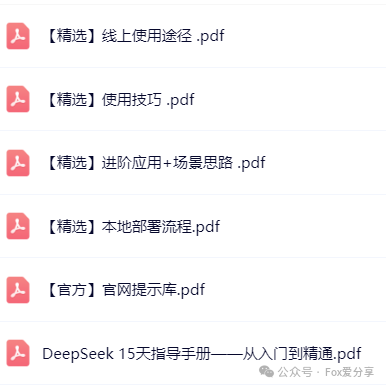 【精选】线上使用途径 .pdf
【精选】使用技巧 .pdf
【精选】进阶应用+场景思路 .pdf
【精选】本地部署流程.pdf
【官方】官网提示库.pdf
DeepSeek 15天指导手册——从入门到精通.pdf
公众号 · Fox爱分享